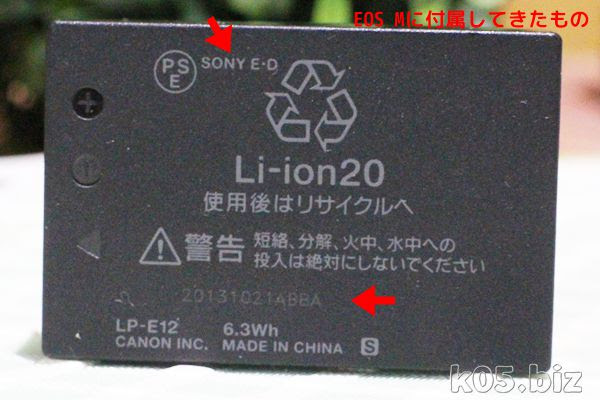 EOS Mに付属してきたもの
PS
E
SONY E・D
Li-ion20
使用後はリサイクルへ
警告 短絡、分解、火中、水中への
投入は絶対にしないでください
20131021ABBA
LP-E12 6.3Wh
CANON INC. MADE IN CHINA S
k05.biz